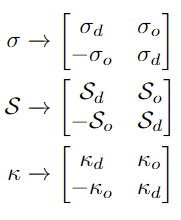 σ → [σ_d σ_o
−σ_o σ_d]
𝒮 → [𝒮_d 𝒮_o
−𝒮_o 𝒮_d]
κ → [κ_d κ_o
−κ_o κ_d]